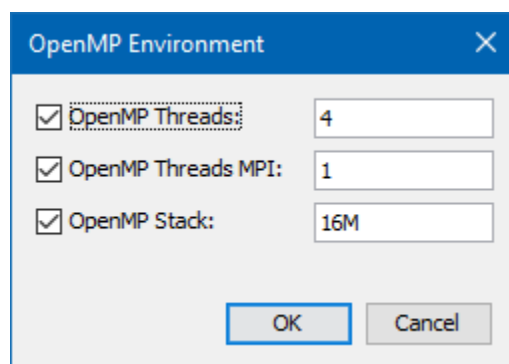 OpenMP Environment
OpenMP Threads: 4
OpenMP Threads MPI: 1
OpenMP Stack: 16M
OK Cancel